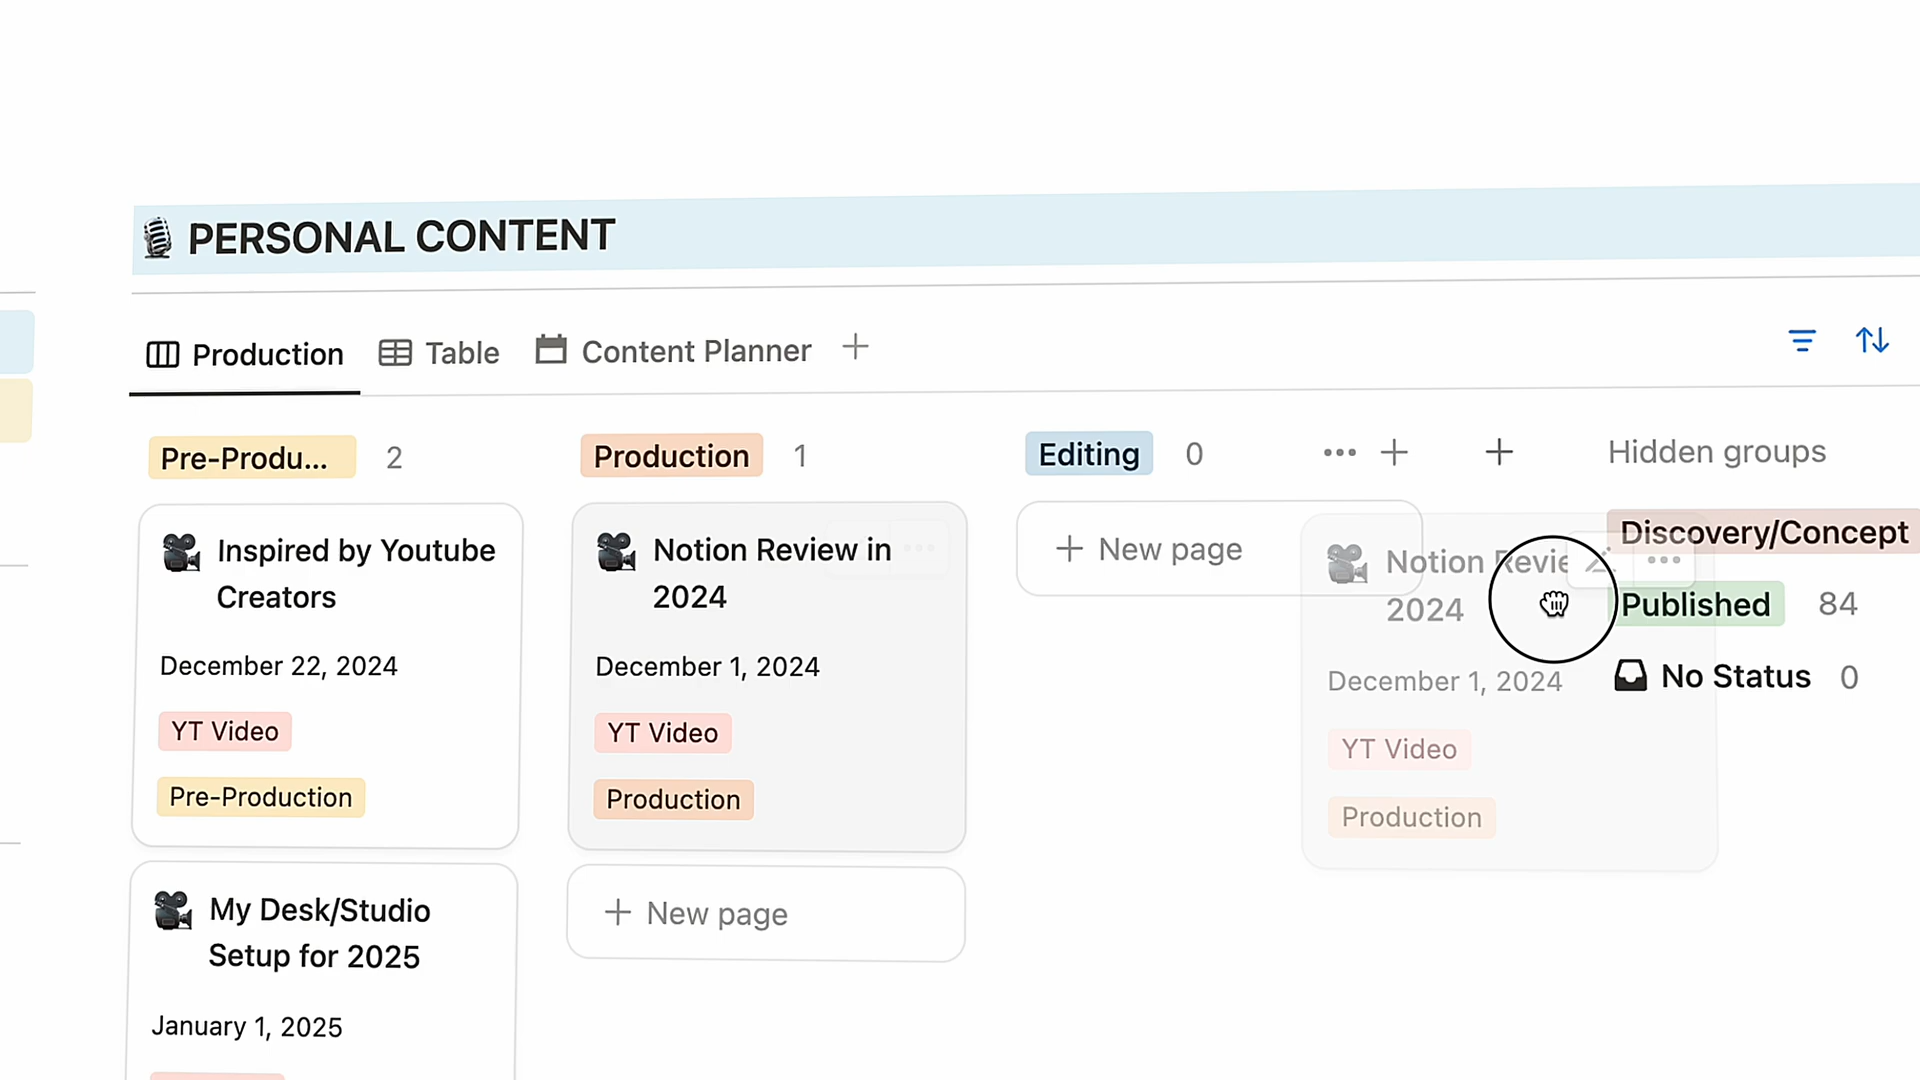 PERSONAL CONTENT
Production
Table
Content Planner
Pre-Produ...
2
Production
1
Editing
0
Hidden groups
Inspired by Youtube
Creators
December 22, 2024
YT Video
Pre-Production
My Desk/Studio
Setup for 2025
January 1, 2025
Notion Review in
2024
December 1, 2024
YT Video
Production
New page
New page
Notion Revie
2024
December 1, 2024
YT Video
Production
Discovery/Concept
Published
84
No Status
0